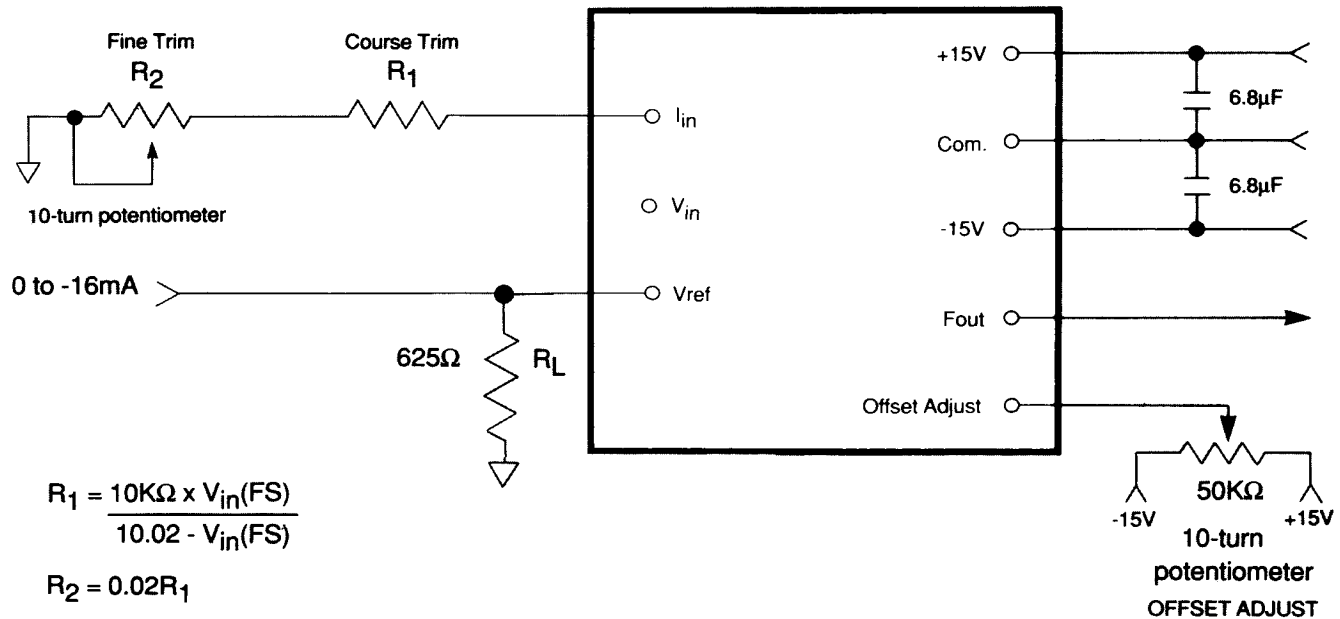 Fine Trim
R2
Course Trim
R1
10-turn potentiometer
0 to -16mA
625Ω
RL
Iin
Vin
Vref
+15V
Com.
-15V
Fout
Offset Adjust
6.8µF
6.8µF
-15V
50KΩ
+15V
10-turn
potentiometer
OFFSET ADJUST
R1 = 10KΩ x Vin(FS)
10.02 - Vin(FS)
R2 = 0.02R1